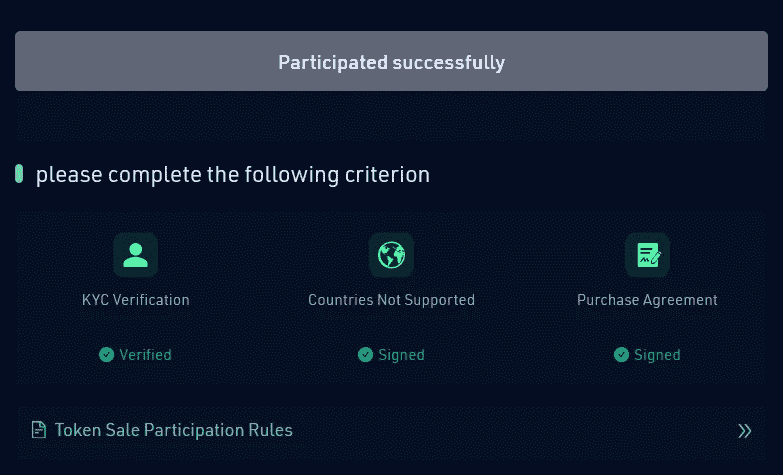 Participated successfully
please complete the following criterion
KYC Verification
Countries Not Supported
Purchase Agreement
Verified
Signed
Signed
Token Sale Participation Rules